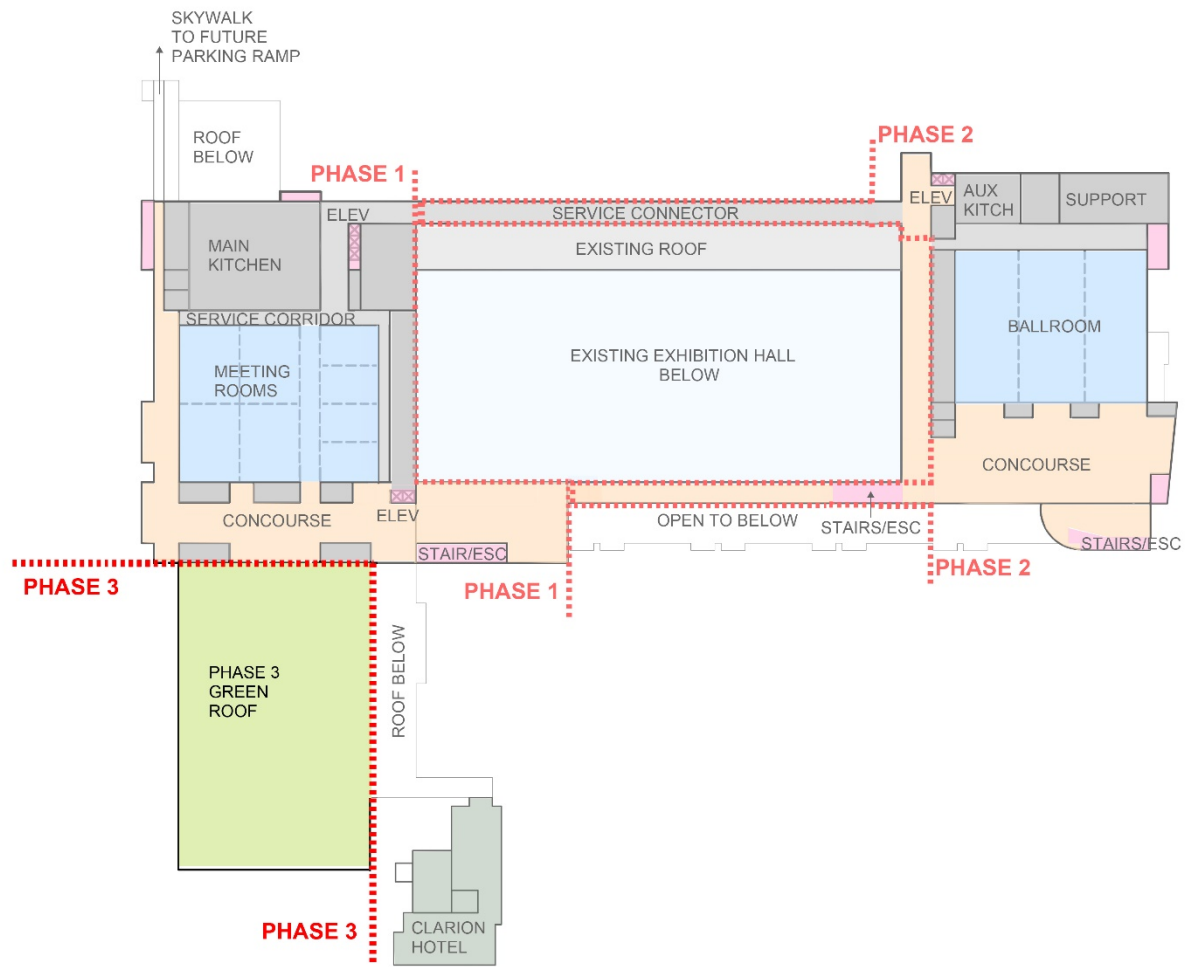 SKYWALK
TO FUTURE
PARKING RAMP
ROOF
BELOW
PHASE 1
PHASE 2
ELEV
SERVICE CONNECTOR
ELEV
AUX
KITCH
SUPPORT
MAIN
KITCHEN
EXISTING ROOF
SERVICE CORRIDOR
MEETING
ROOMS
EXISTING EXHIBITION HALL
BELOW
BALLROOM
CONCOURSE
CONCOURSE
ELEV
OPEN TO BELOW
STAIRS/ESC
STAIR/ESC
STAIRS/ESC
PHASE 3
PHASE 1
PHASE 2
PHASE 3
GREEN
ROOF
ROOF BELOW
PHASE 3
CLARION
HOTEL